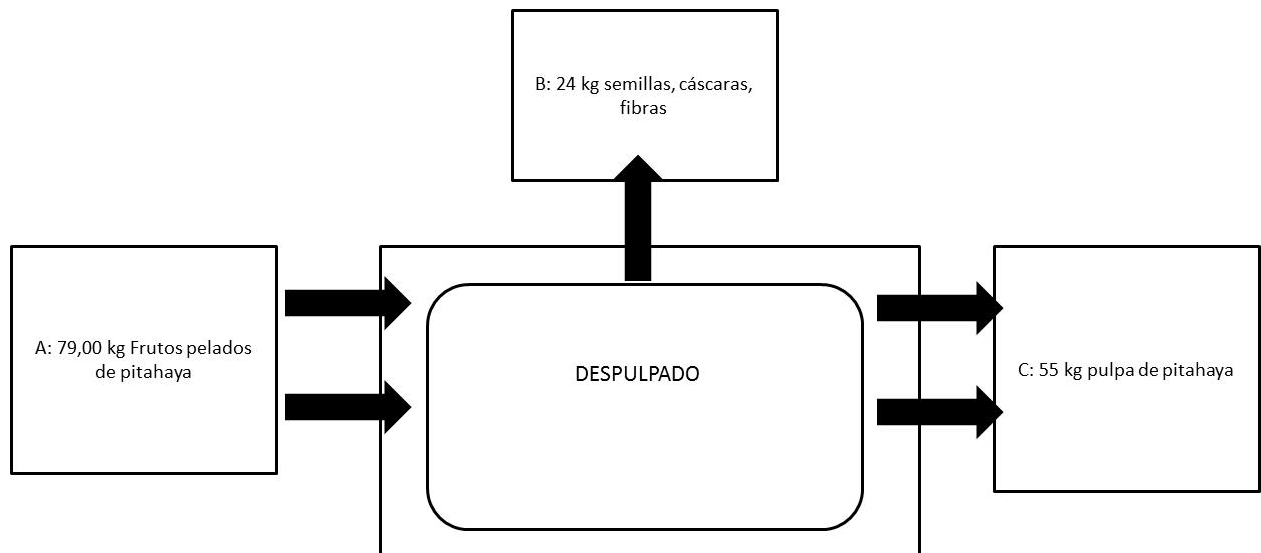 B: 24 kg semillas, cáscaras,
fibras
A: 79,00 kg Frutos pelados
de pitahaya
DESPULPADO
C: 55 kg pulpa de pitahaya